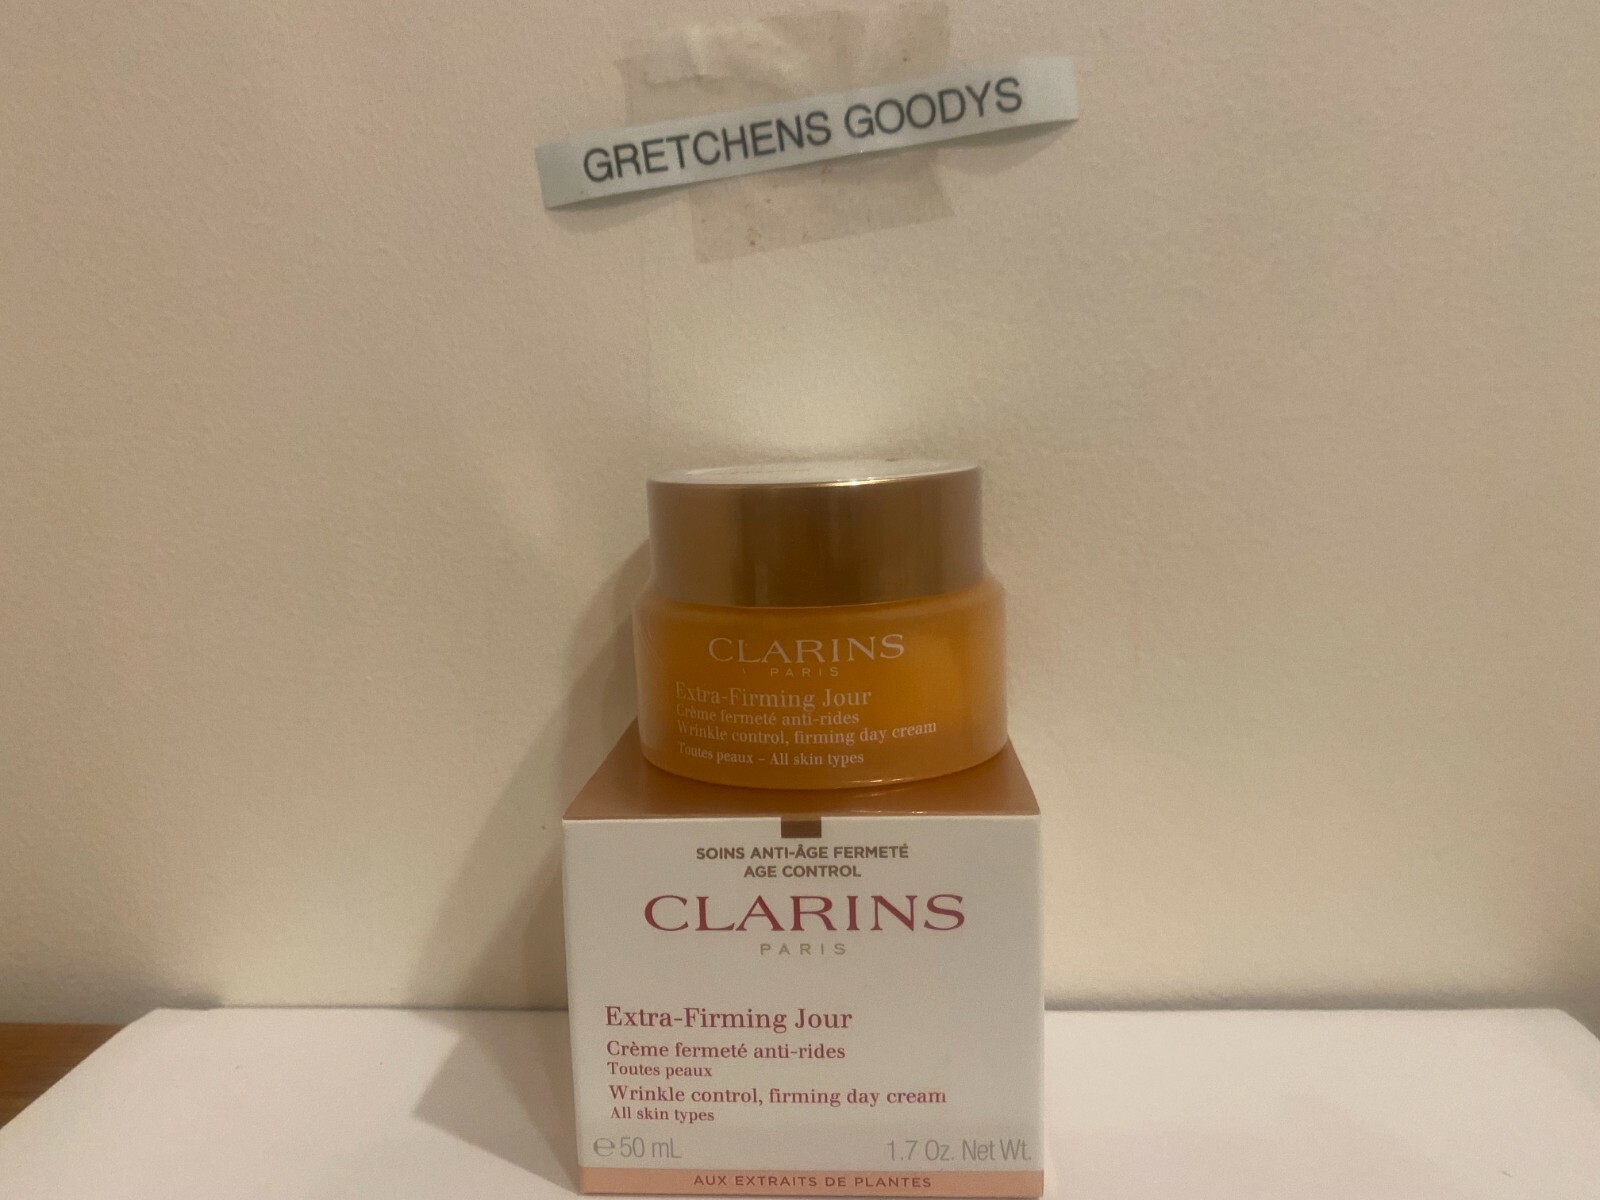 GRETCHENS GOODYS
CLARINS
PARIS
Extra-Firming Jour
Crème fermeté anti-rides
Wrinkle control, firming day cream
Toutes peaux – All skin types
SOINS ANTI-ÂGE FERMETÉ
AGE CONTROL
CLARINS
PARIS
Extra-Firming Jour
Crème fermeté anti-rides
Toutes peaux
Wrinkle control, firming day cream
All skin types
℮ 50 mL 1.7 Oz. Net Wt.
AUX EXTRAITS DE PLANTES